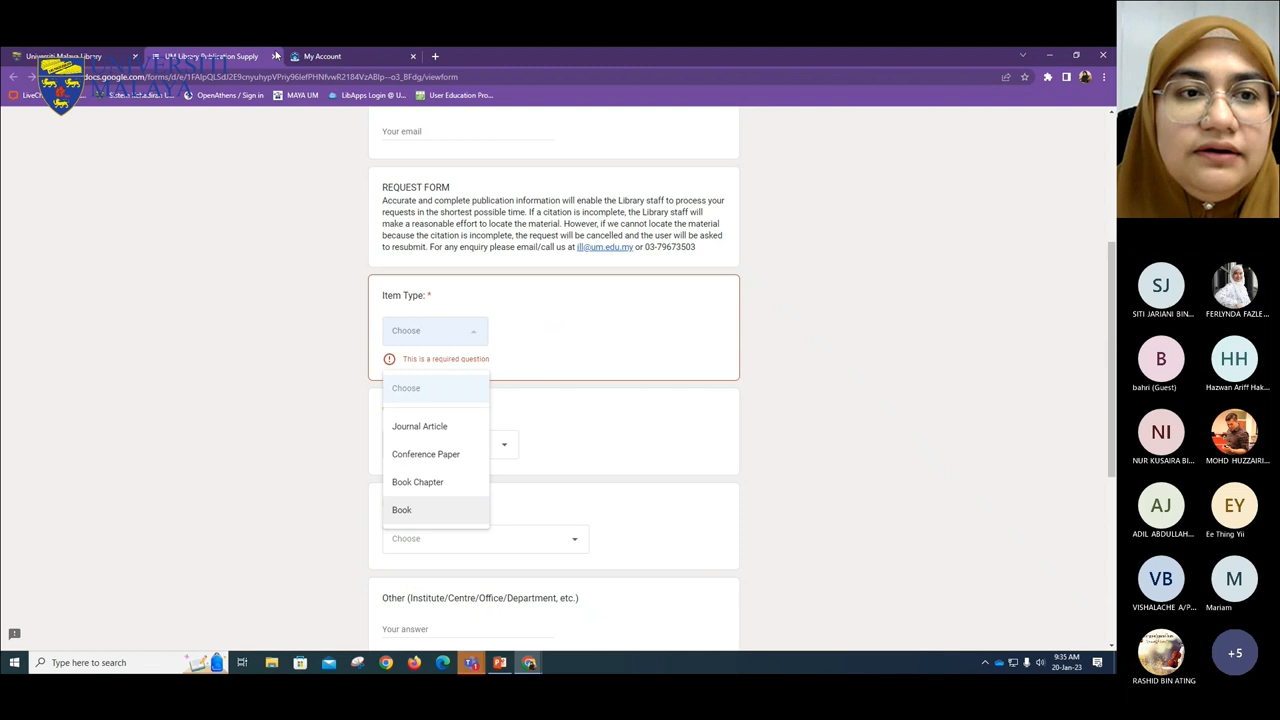 Universiti Malaya Library
UM Library Publication Supply
My Account
UNIVERSITI
MALAYA
docs.google.com/forms/d/e/1FAIpQLSdJ2E9cnyuhypVPriy96IefPHNfvwR2184VzABIp--o3_BFdg/viewform
OpenAthens / Sign in
MAYA UM
LibApps Login @ U...
User Education Pro...
Your email
REQUEST FORM
Accurate and complete publication information will enable the Library staff to process your
requests in the shortest possible time. If a citation is incomplete, the Library staff will
make a reasonable effort to locate the material. However, if we cannot locate the material
because the citation is incomplete, the request will be cancelled and the user will be asked
to resubmit. For any enquiry please email/call us at ill@um.edu.my or 03-79673503
Item Type: *
Choose
This is a required question
Choose
Journal Article
Conference Paper
Book Chapter
Book
Choose
Other (Institute/Centre/Office/Department, etc.)
Your answer
Type here to search
9:35 AM
20-Jan-23
SJ
SITI JARIANI BIN...
FERLYNDA FAZLE...
B
bahri (Guest)
HH
Hazwan Ariff Hak...
NI
NUR KUSAIRA BI...
MOHD HUZZAIRI...
AJ
ADIL ABDULLAH...
EY
Ee Thing Yii
VB
VISHALACHE A/P...
M
Mariam
RASHID BIN ATING
+5